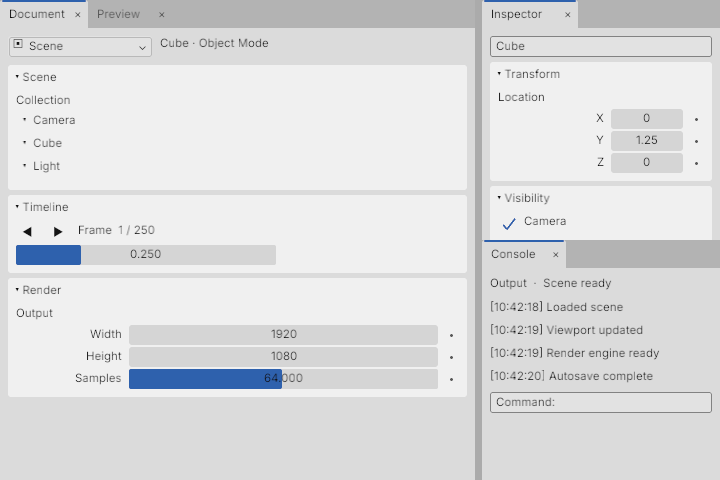 Document × Preview ×
Scene Cube · Object Mode
Scene
Collection
Camera
Cube
Light
Timeline
Frame 1 / 250
0.250
Render
Output
Width 1920
Height 1080
Samples 64.000
Inspector ×
Cube
Transform
Location
X 0
Y 1.25
Z 0
Visibility
Camera
Console ×
Output · Scene ready
[10:42:18] Loaded scene
[10:42:19] Viewport updated
[10:42:19] Render engine ready
[10:42:20] Autosave complete
Command: